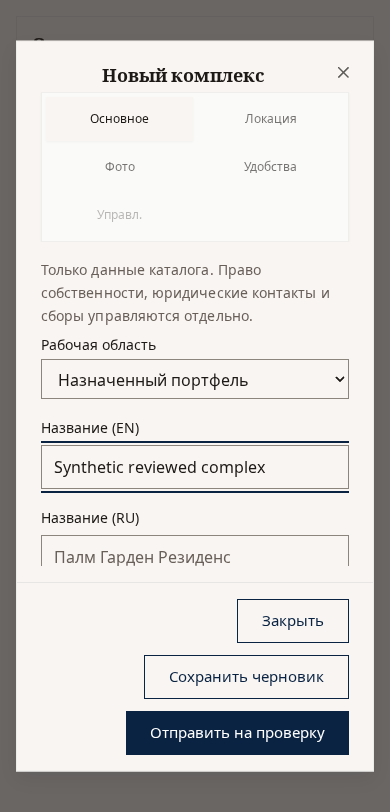 Новый комплекс
Основное
Локация
Фото
Удобства
Управл.
Только данные каталога. Право
собственности, юридические контакты и
сборы управляются отдельно.
Рабочая область
Назначенный портфель
Название (EN)
Synthetic reviewed complex
Название (RU)
Палм Гарден Резиденс
Закрыть
Сохранить черновик
Отправить на проверку